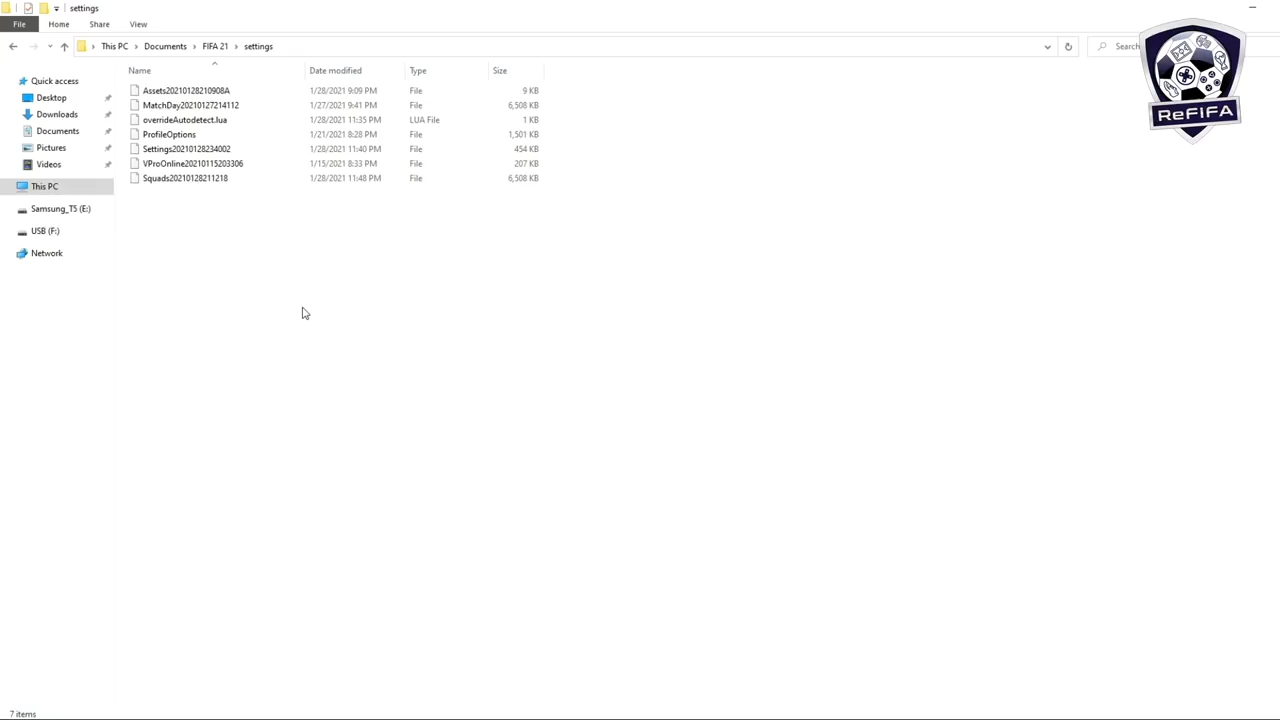 settings
File Home Share View
This PC Documents FIFA 21 settings Search
Name Date modified Type Size
Quick access
Desktop
Downloads
Documents
Pictures
Videos
This PC
Samsung_T5 (E:)
USB (F:)
Network
Assets20210128210908A 1/28/2021 9:09 PM File 9 KB
MatchDay20210127214112 1/27/2021 9:41 PM File 6,508 KB
overrideAutodetect.lua 1/28/2021 11:35 PM LUA File 1 KB
ProfileOptions 1/21/2021 8:28 PM File 1,501 KB
Settings20210128234002 1/28/2021 11:40 PM File 454 KB
VProOnline20210115203306 1/15/2021 8:33 PM File 207 KB
Squads20210128211218 1/28/2021 11:48 PM File 6,508 KB
ReFIFA
7 items